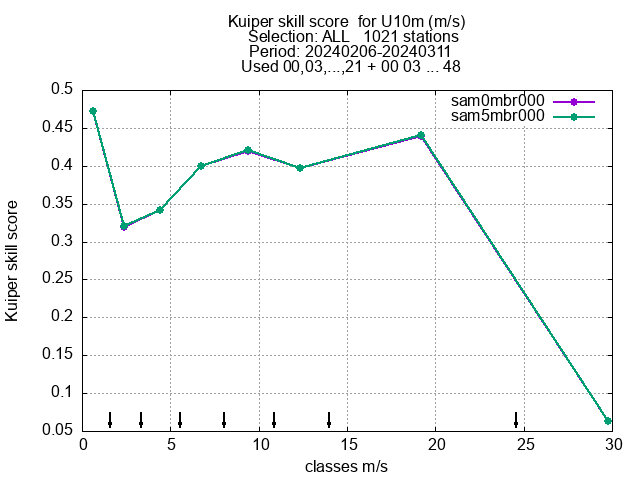 Kuiper skill score  for U10m (m/s)
Selection: ALL   1021 stations
Period: 20240206-20240311
Used 00,03,...,21 + 00 03 ... 48
sam0mbr000
sam5mbr000
0.5
0.45
0.4
0.35
0.3
0.25
0.2
0.15
0.1
0.05
Kuiper skill score
0 5 10 15 20 25 30
classes m/s